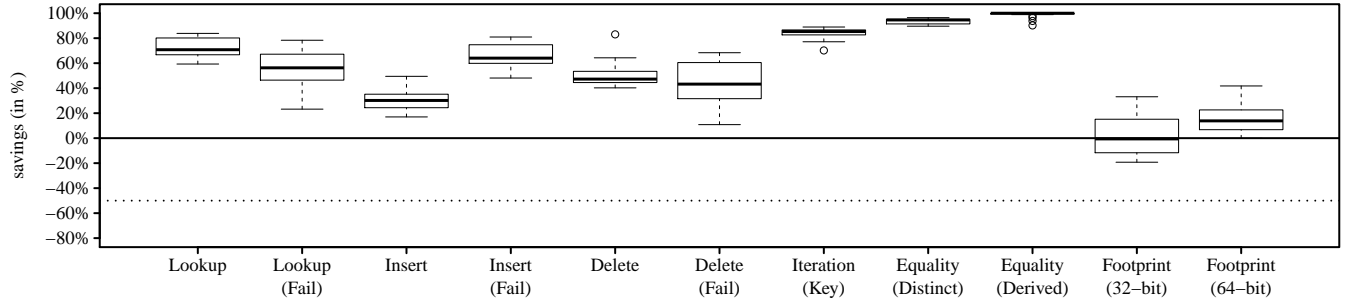 savings (in %)
100%
80%
60%
40%
20%
0%
−20%
−40%
−60%
−80%
Lookup
Lookup
(Fail)
Insert
Insert
(Fail)
Delete
Delete
(Fail)
Iteration
(Key)
Equality
(Distinct)
Equality
(Derived)
Footprint
(32−bit)
Footprint
(64−bit)